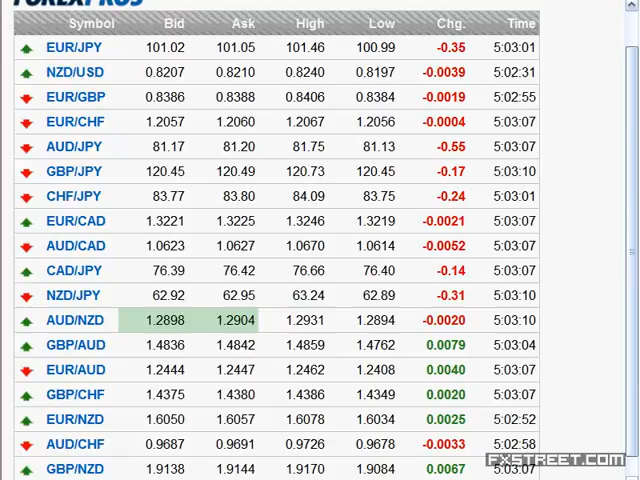 FOREXPROS
Symbol Bid Ask High Low Chg. Time
EUR/JPY 101.02 101.05 101.46 100.99 -0.35 5:03:01
NZD/USD 0.8207 0.8210 0.8240 0.8197 -0.0039 5:02:31
EUR/GBP 0.8386 0.8388 0.8406 0.8384 -0.0019 5:02:55
EUR/CHF 1.2057 1.2060 1.2067 1.2056 -0.0004 5:03:07
AUD/JPY 81.17 81.20 81.75 81.13 -0.55 5:03:07
GBP/JPY 120.45 120.49 120.73 120.45 -0.17 5:03:10
CHF/JPY 83.77 83.80 84.09 83.75 -0.24 5:03:01
EUR/CAD 1.3221 1.3225 1.3246 1.3219 -0.0021 5:03:07
AUD/CAD 1.0623 1.0627 1.0670 1.0614 -0.0052 5:03:07
CAD/JPY 76.39 76.42 76.66 76.40 -0.14 5:03:07
NZD/JPY 62.92 62.95 63.24 62.89 -0.31 5:03:10
AUD/NZD 1.2898 1.2904 1.2931 1.2894 -0.0020 5:03:10
GBP/AUD 1.4836 1.4842 1.4859 1.4762 0.0079 5:03:04
EUR/AUD 1.2444 1.2447 1.2462 1.2408 0.0040 5:03:07
GBP/CHF 1.4375 1.4380 1.4386 1.4349 0.0020 5:03:07
EUR/NZD 1.6050 1.6057 1.6078 1.6034 0.0025 5:02:52
AUD/CHF 0.9687 0.9691 0.9726 0.9678 -0.0033 5:02:58
GBP/NZD 1.9138 1.9144 1.9170 1.9084 0.0067 5:03:07
FXSTREET.COM